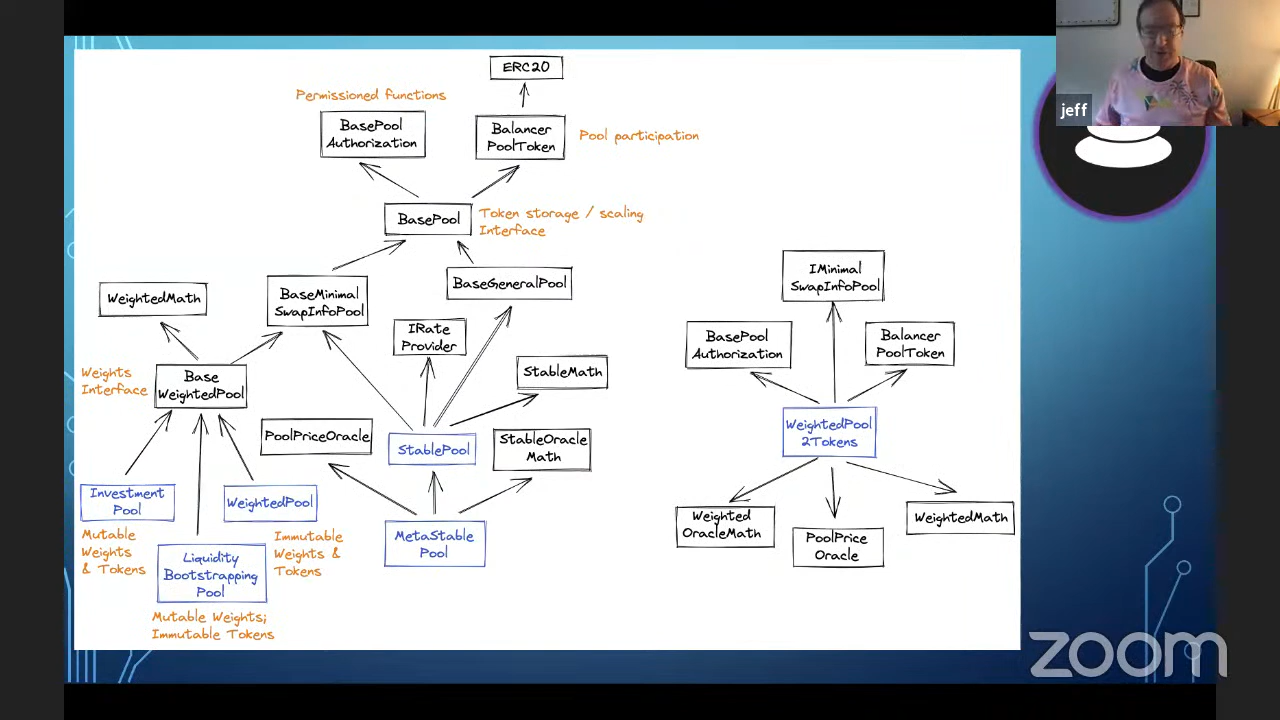 ERC20
Permissioned functions
BasePool
Authorization
Balancer
PoolToken
Pool participation
BasePool
Token storage / scaling
Interface
WeightedMath
BaseMinimal
SwapInfoPool
BaseGeneralPool
IRate
Provider
StableMath
Weights
Interface
Base
WeightedPool
PoolPriceOracle
StablePool
StableOracle
Math
Investment
Pool
WeightedPool
MetaStable
Pool
Mutable
Weights
& Tokens
Liquidity
Bootstrapping
Pool
Immutable
Weights &
Tokens
Mutable Weights;
Immutable Tokens
IMinimal
SwapInfoPool
BasePool
Authorization
Balancer
PoolToken
WeightedPool
2Tokens
Weighted
OracleMath
PoolPrice
Oracle
WeightedMath
jeff
zoom